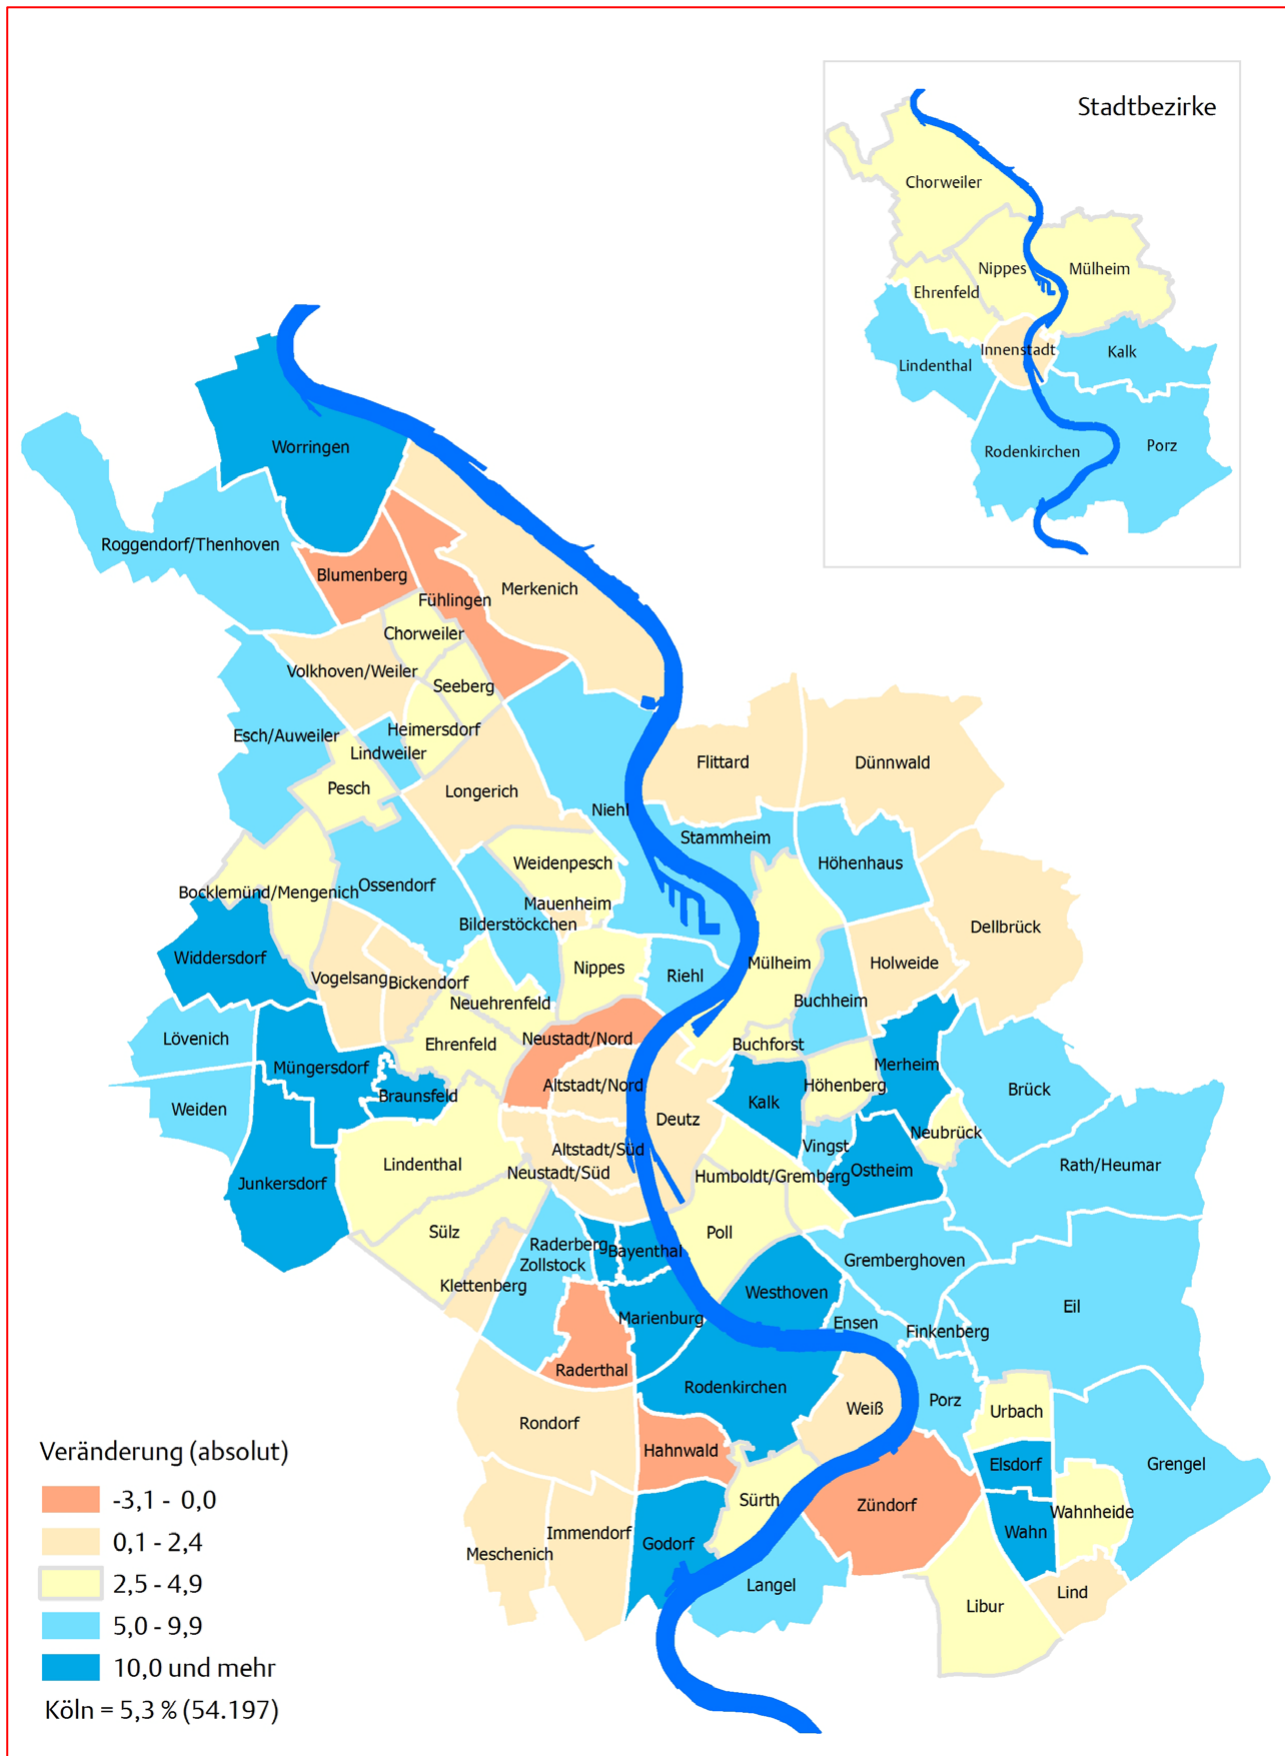 Stadtbezirke
Chorweiler
Nippes
Mülheim
Ehrenfeld
Innenstadt
Kalk
Lindenthal
Rodenkirchen
Porz
Worringen
Roggendorf/Thenhoven
Blumenberg
Fühlingen
Merkenich
Chorweiler
Volkhoven/Weiler
Seeberg
Heimersdorf
Esch/Auweiler
Lindweiler
Pesch
Longerich
Flittard
Dünnwald
Niehl
Stammheim
Höhenhaus
Weidenpesch
Bocklemünd/Mengenich
Ossendorf
Mauenheim
Bilderstöckchen
Dellbrück
Widdersdorf
Vogelsang
Bickendorf
Nippes
Riehl
Mülheim
Holweide
Neuehrenfeld
Buchheim
Lövenich
Ehrenfeld
Neustadt/Nord
Buchforst
Müngersdorf
Merheim
Altstadt/Nord
Höhenberg
Brück
Braunsfeld
Kalk
Weiden
Deutz
Neubrück
Altstadt/Süd
Vingst
Lindenthal
Neustadt/Süd
Humboldt/Gremberg
Ostheim
Rath/Heumar
Junkersdorf
Sülz
Poll
Raderberg
Bayenthal
Zollstock
Gremberghoven
Klettenberg
Westhoven
Eil
Marienburg
Ensen
Finkenberg
Raderthal
Rodenkirchen
Porz
Weiß
Urbach
Rondorf
Hahnwald
Elsdorf
Grengel
Sürth
Zündorf
Wahnheide
Immendorf
Godorf
Wahn
Meschenich
Langel
Lind
Libur
Veränderung (absolut)
-3,1 - 0,0
0,1 - 2,4
2,5 - 4,9
5,0 - 9,9
10,0 und mehr
Köln = 5,3 % (54.197)